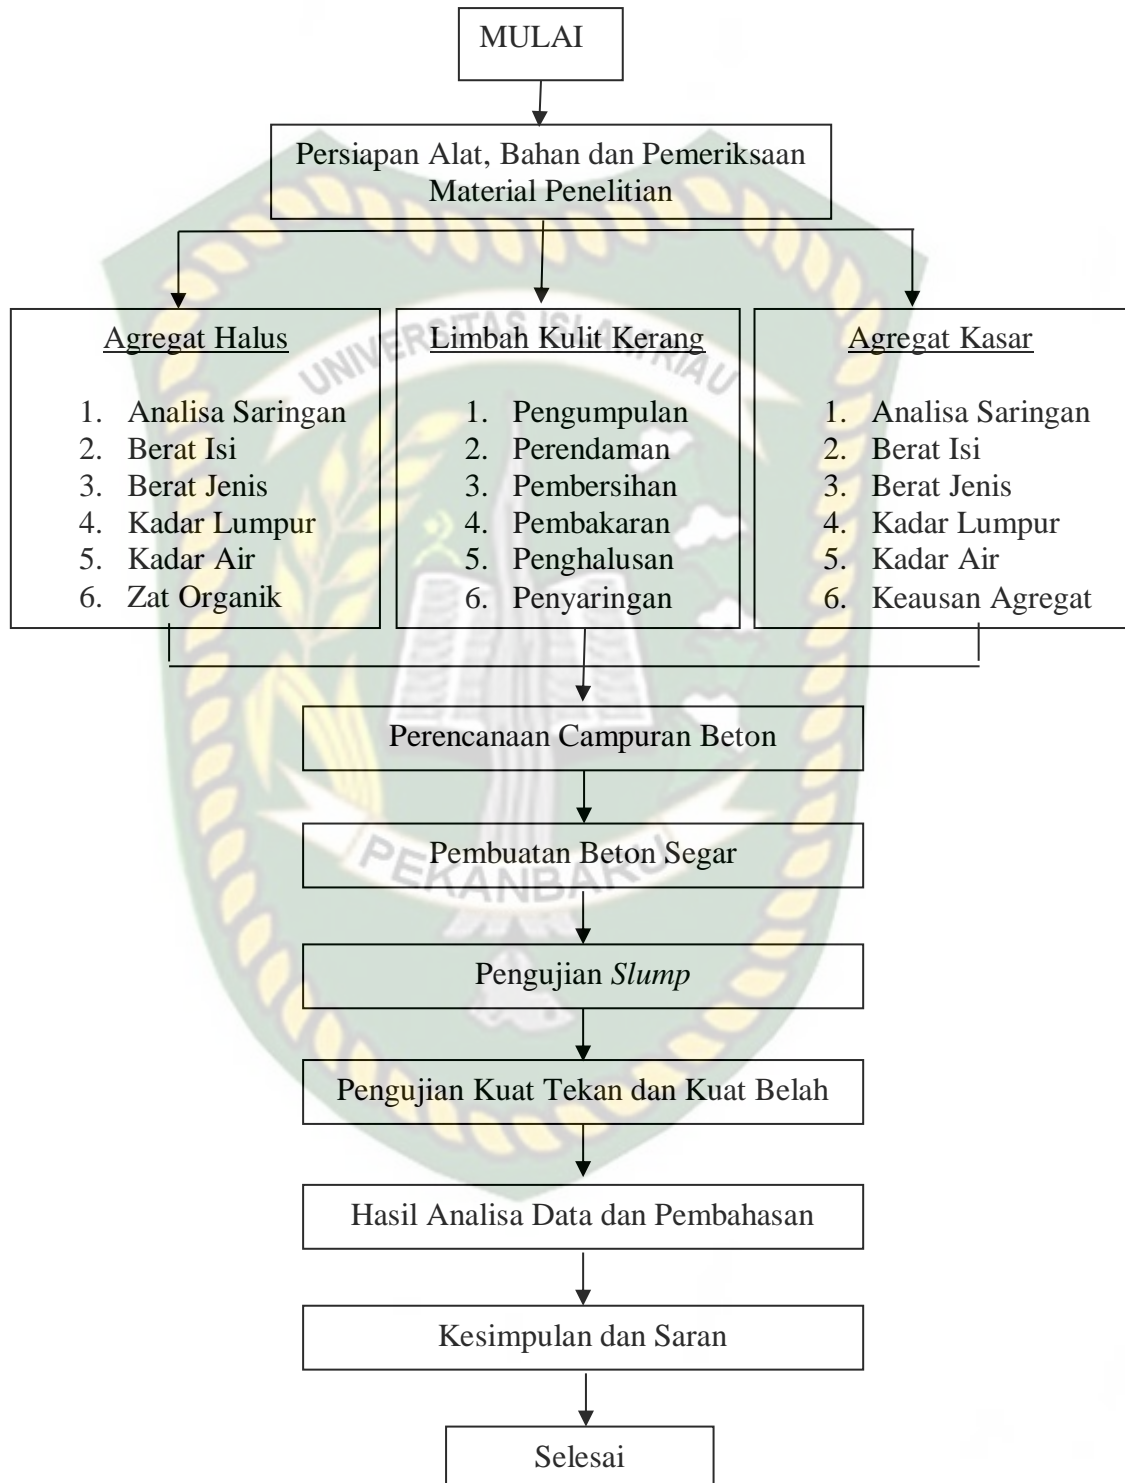 MULAI
Persiapan Alat, Bahan dan Pemeriksaan
Material Penelitian
Agregat Halus
1. Analisa Saringan
2. Berat Isi
3. Berat Jenis
4. Kadar Lumpur
5. Kadar Air
6. Zat Organik
Limbah Kulit Kerang
1. Pengumpulan
2. Perendaman
3. Pembersihan
4. Pembakaran
5. Penghalusan
6. Penyaringan
Agregat Kasar
1. Analisa Saringan
2. Berat Isi
3. Berat Jenis
4. Kadar Lumpur
5. Kadar Air
6. Keausan Agregat
UNIVERSITAS ISLAM RIAU
Perencanaan Campuran Beton
Pembuatan Beton Segar
PEKANBARU
Pengujian Slump
Pengujian Kuat Tekan dan Kuat Belah
Hasil Analisa Data dan Pembahasan
Kesimpulan dan Saran
Selesai